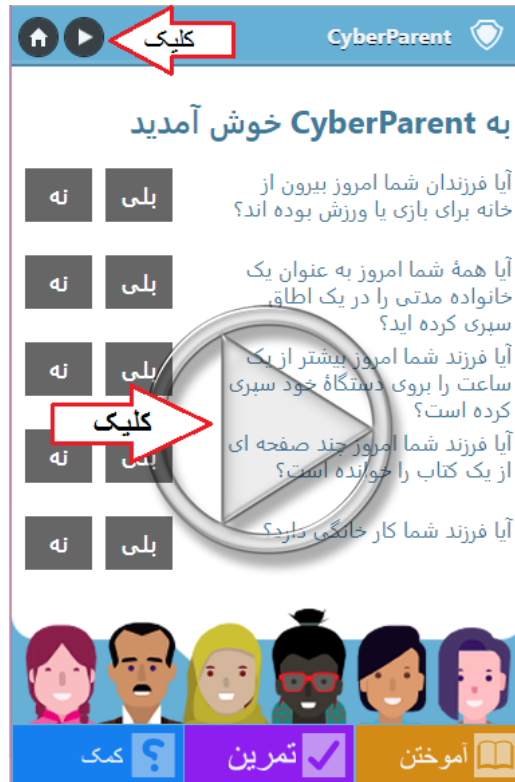 CyberParent
کلیک
به CyberParent خوش آمدید
آیا فرزندان شما امروز بیرون از
خانه برای بازی یا ورزش بوده اند؟
بلی
نه
آیا همۀ شما امروز به عنوان یک
خانواده مدتی را در یک اطاق
سپری کرده اید؟
بلی
نه
آیا فرزند شما امروز بیشتر از یک
ساعت را بروی دستگاۀ خود سپری
کرده است؟
بلی
نه
کلیک
آیا فرزند شما امروز چند صفحه ای
از یک کتاب را خوانده است؟
بلی
نه
آیا فرزند شما کار خانگی دارد؟
بلی
نه
آموختن
تمرین
کمک